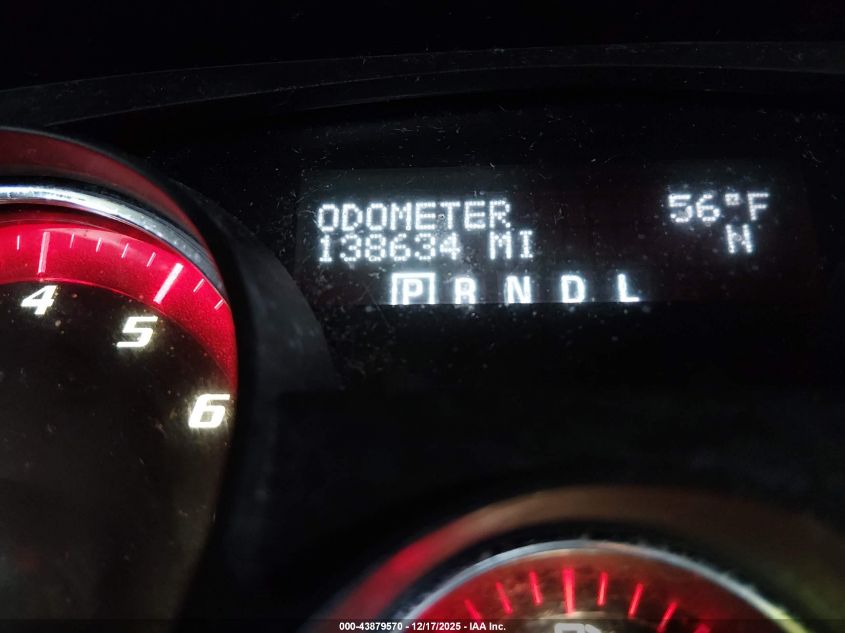 ODOMETER 56°F
138634 MI N
P R N D L
4
5
6
000-43879570 - 12/17/2025 - IAA Inc.